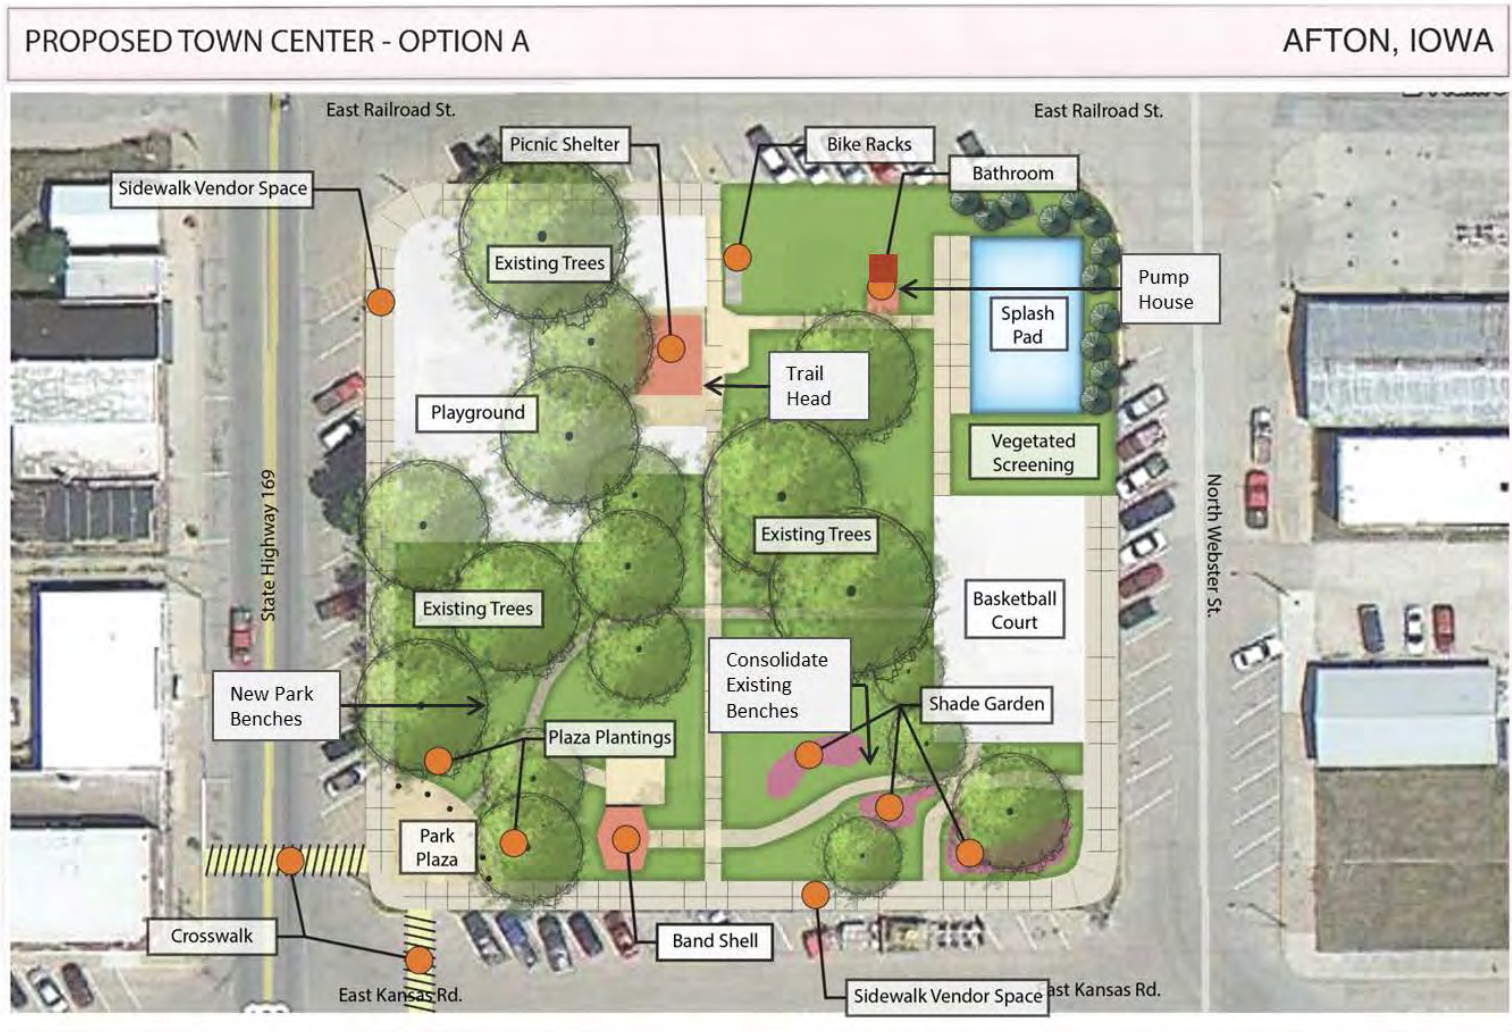 PROPOSED TOWN CENTER - OPTION A
AFTON, IOWA
East Railroad St.
East Railroad St.
Picnic Shelter
Bike Racks
Bathroom
Sidewalk Vendor Space
Existing Trees
Pump
House
Splash
Pad
Trail
Head
Playground
Vegetated
Screening
State Highway 169
North Webster St.
Existing Trees
Existing Trees
Basketball
Court
New Park
Benches
Consolidate
Existing
Benches
Shade Garden
Plaza Plantings
Park
Plaza
Crosswalk
Band Shell
East Kansas Rd.
Sidewalk Vendor Space
East Kansas Rd.